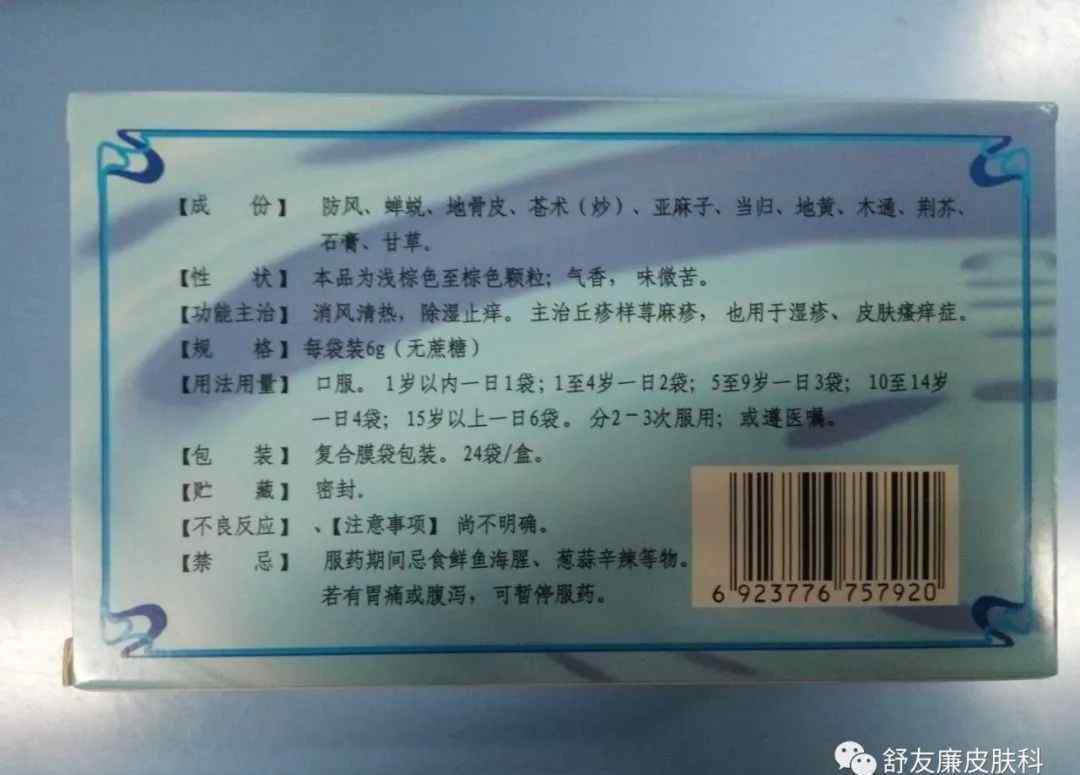 【成 份】 防风、蝉蜕、地骨皮、苍术（炒）、亚麻子、当归、地黄、木通、荆芥、
石膏、甘草。
【性 状】 本品为浅棕色至棕色颗粒；气香，味微苦。
【功能主治】 消风清热，除湿止痒。主治丘疹样荨麻疹，也用于湿疹、皮肤瘙痒症。
【规 格】 每袋装6g（无蔗糖）
【用法用量】 口服。1岁以内一日1袋；1至4岁一日2袋；5至9岁一日3袋；10至14岁
一日4袋；15岁以上一日6袋。分2-3次服用；或遵医嘱。
【包 装】 复合膜袋包装。24袋/盒。
【贮 藏】 密封。
【不良反应】、【注意事项】 尚不明确。
【禁 忌】 服药期间忌食鲜鱼海腥、葱蒜辛辣等物。
若有胃痛或腹泻，可暂停服药。
6 923776 757920
舒友廉皮肤科